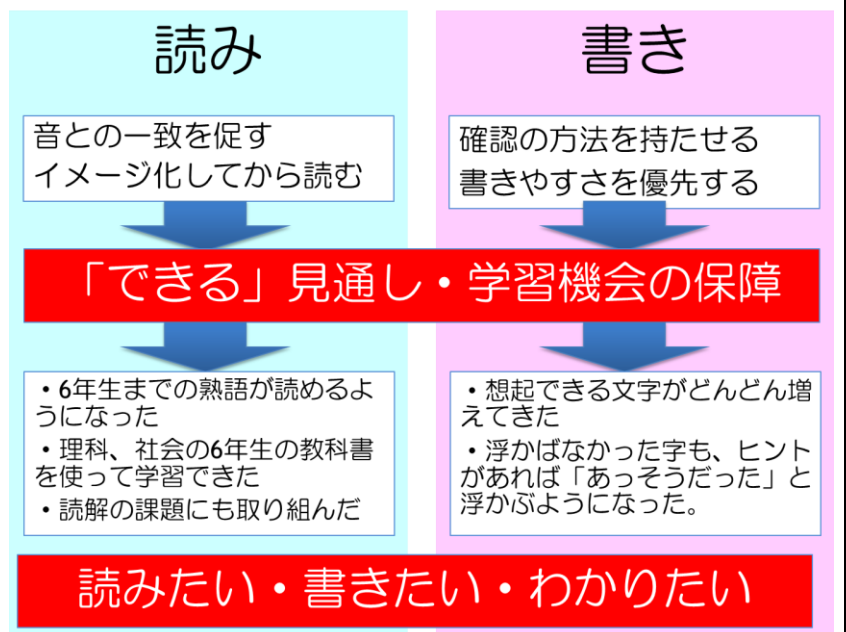 読み
音との一致を促す
イメージ化してから読む
書き
確認の方法を持たせる
書きやすさを優先する
「できる」見通し・学習機会の保障
・6年生までの熟語が読めるよ
うになった
・理科、社会の6年生の教科書
を使って学習できた
・読解の課題にも取り組んだ
・想起できる文字がどんどん増
えてきた
・浮かばなかった字も、ヒント
があれば「あっそうだった」と
浮かぶようになった。
読みたい・書きたい・わかりたい